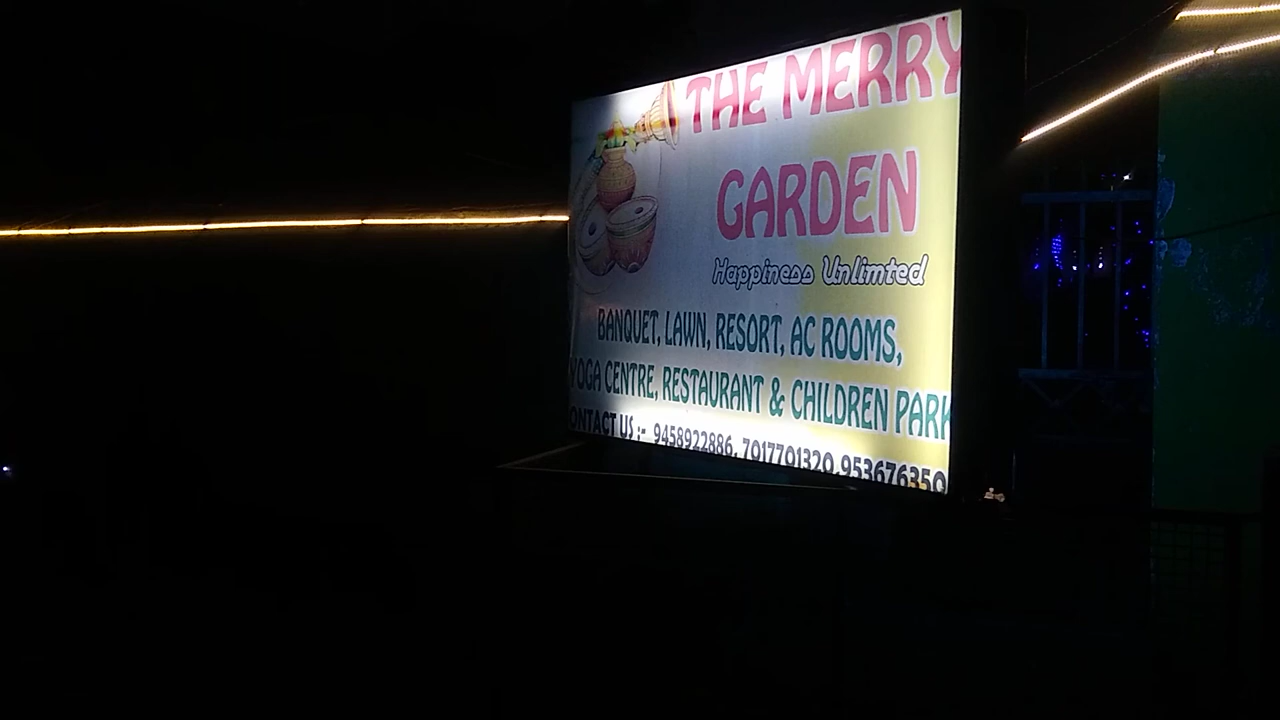 THE MERRY
GARDEN
Happiness Unlimted
BANQUET, LAWN, RESORT, AC ROOMS,
YOGA CENTRE, RESTAURANT & CHILDREN PARK
ONTACT US :- 9458922886, 7017701320, 953676350